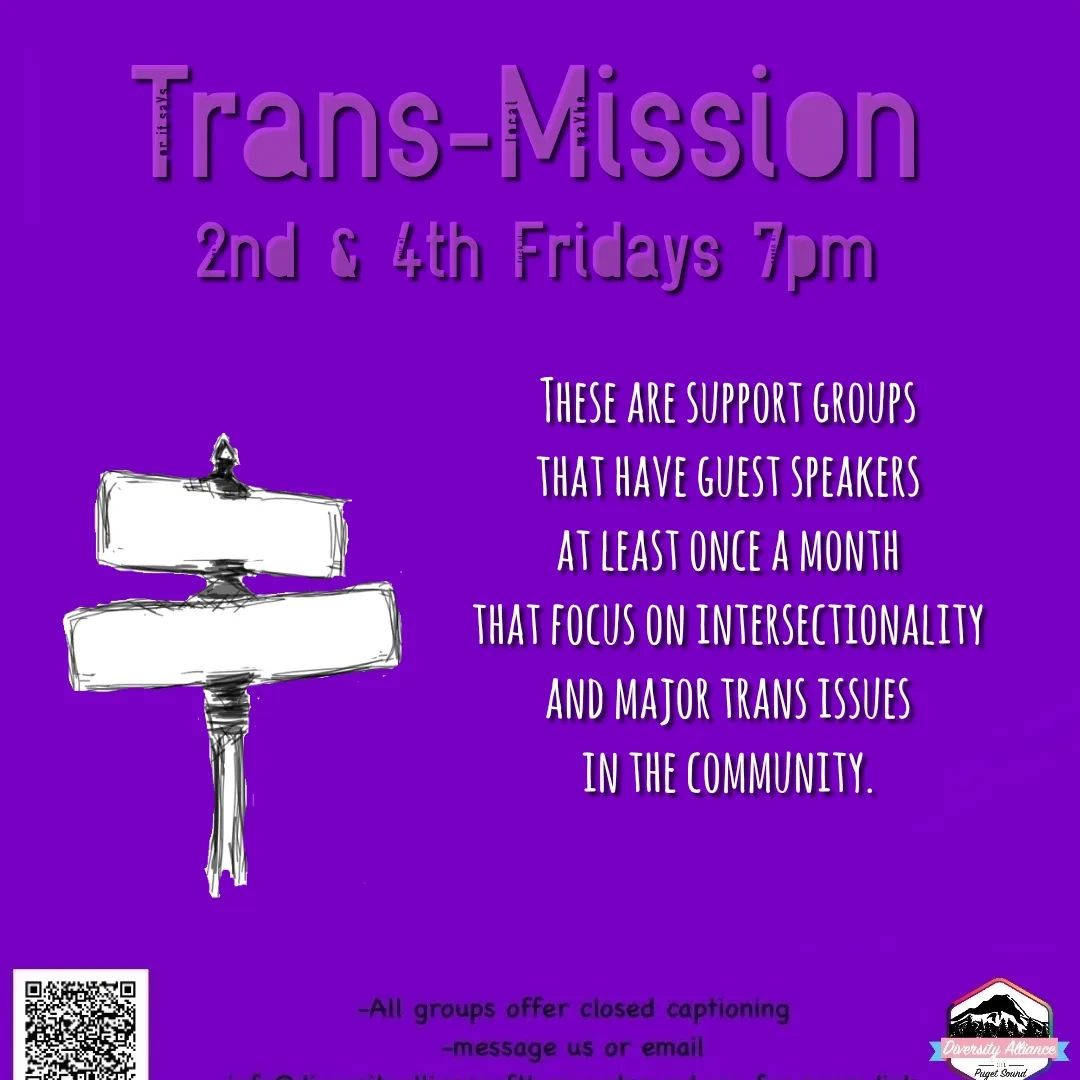 Trans-Mission
2nd & 4th Fridays 7pm
These are support groups
that have guest speakers
at least once a month
that focus on intersectionality
and major trans issues
in the community.
-All groups offer closed captioning
-message us or email
Diversity Alliance
Puget Sound